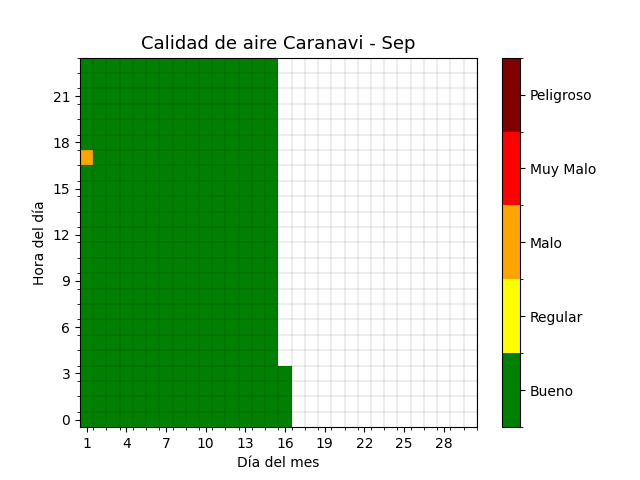 Calidad de aire Caranavi - Sep
21
18
15
12
9
6
3
0
Hora del día
1 4 7 10 13 16 19 22 25 28
Día del mes
Peligroso
Muy Malo
Malo
Regular
Bueno